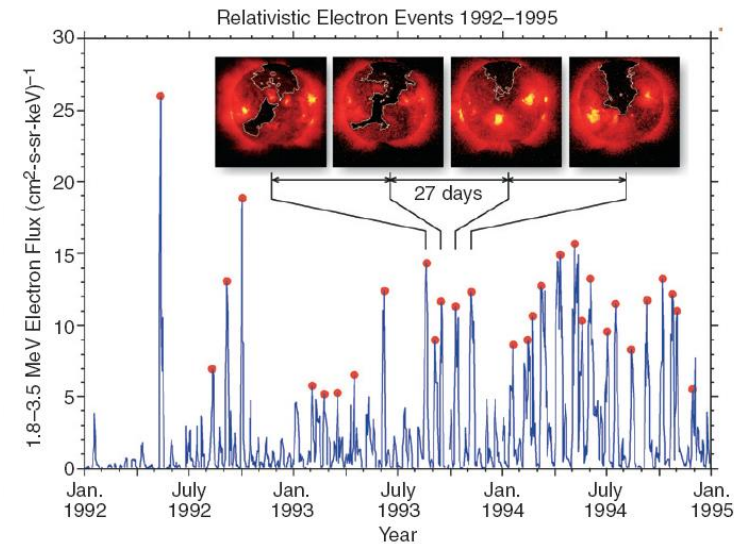 Relativistic Electron Events 1992–1995
1.8–3.5 MeV Electron Flux (cm²-s-sr-keV)–1
30
25
20
15
10
5
0
27 days
Jan. 1992
July 1992
Jan. 1993
July 1993
Jan. 1994
July 1994
Jan. 1995
Year